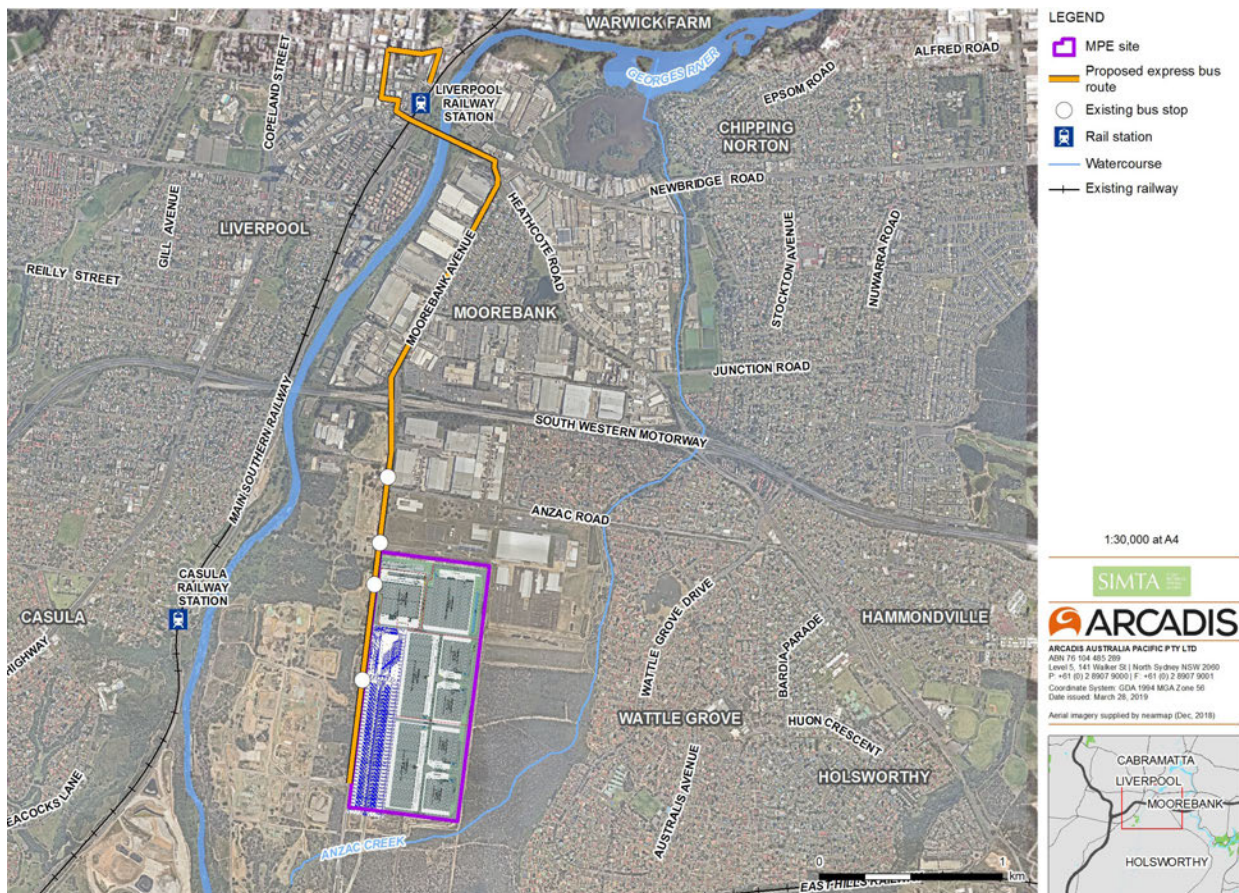 WARWICK FARM
COPELAND STREET
ALFRED ROAD
GEORGES RIVER
EPSOM ROAD
LIVERPOOL
RAILWAY
STATION
CHIPPING
NORTON
NEWBRIDGE ROAD
GILL AVENUE
LIVERPOOL
HEATHCOTE ROAD
STOCKTON AVENUE
NUWARRA ROAD
REILLY STREET
MOOREBANK AVENUE
MOOREBANK
JUNCTION ROAD
MAIN SOUTHERN RAILWAY
SOUTH WESTERN MOTORWAY
ANZAC ROAD
CASULA
RAILWAY
STATION
CASULA
HIGHWAY
WATTLE GROVE DRIVE
BARDIA PARADE
HAMMONDVILLE
WATTLE GROVE
HUON CRESCENT
HOLSWORTHY
AUSTRALIS AVENUE
EACOCKS LANE
ANZAC CREEK
0 1
km
EAST HILLS RAILW
LEGEND
MPE site
Proposed express bus
route
Existing bus stop
Rail station
Watercourse
Existing railway
1:30,000 at A4
SIMTA
ARCADIS
ARCADIS AUSTRALIA PACIFIC PTY LTD
ABN 76 104 485 289
Level 5, 141 Walker St | North Sydney NSW 2060
P: +61 (0) 2 8907 9000 | F: +61 (0) 2 8907 9001
Coordinate System: GDA 1994 MGA Zone 56
Date issued: March 28, 2019
Aerial imagery supplied by nearmap (Dec, 2018)
CABRAMATTA
LIVERPOOL
MOOREBANK
HOLSWORTHY